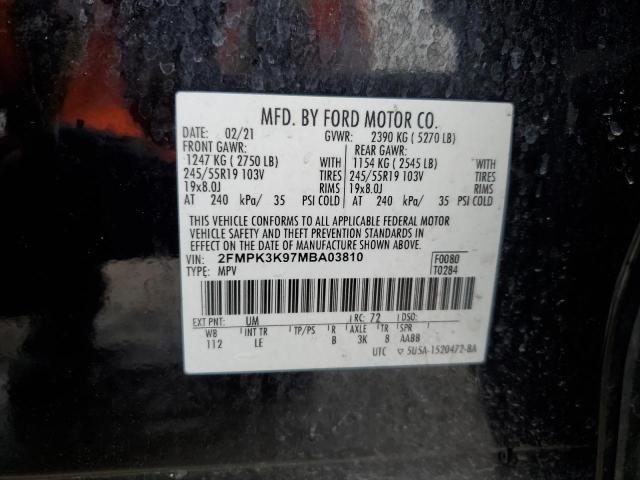 MFD. BY FORD MOTOR CO.
DATE: 02/21 GVWR: 2390 KG ( 5270 LB)
FRONT GAWR: REAR GAWR:
1247 KG ( 2750 LB) WITH 1154 KG ( 2545 LB) WITH
245/55R19 103V TIRES 245/55R19 103V TIRES
19x8.0J RIMS 19x8.0J RIMS
AT 240 kPa/ 35 PSI COLD AT 240 kPa/ 35 PSI COLD
THIS VEHICLE CONFORMS TO ALL APPLICABLE FEDERAL MOTOR
VEHICLE SAFETY AND THEFT PREVENTION STANDARDS IN
EFFECT ON THE DATE OF MANUFACTURE SHOWN ABOVE.
VIN: 2FMPK3K97MBA03810 F0080
TYPE: MPV T0284
EXT PNT: UM RC: 72 DSO:
WB INT TR TP/PS R AXLE TR SPR
112 LE B 3K 8 AABB
UTC ▽ 5U5A-1520472-BA